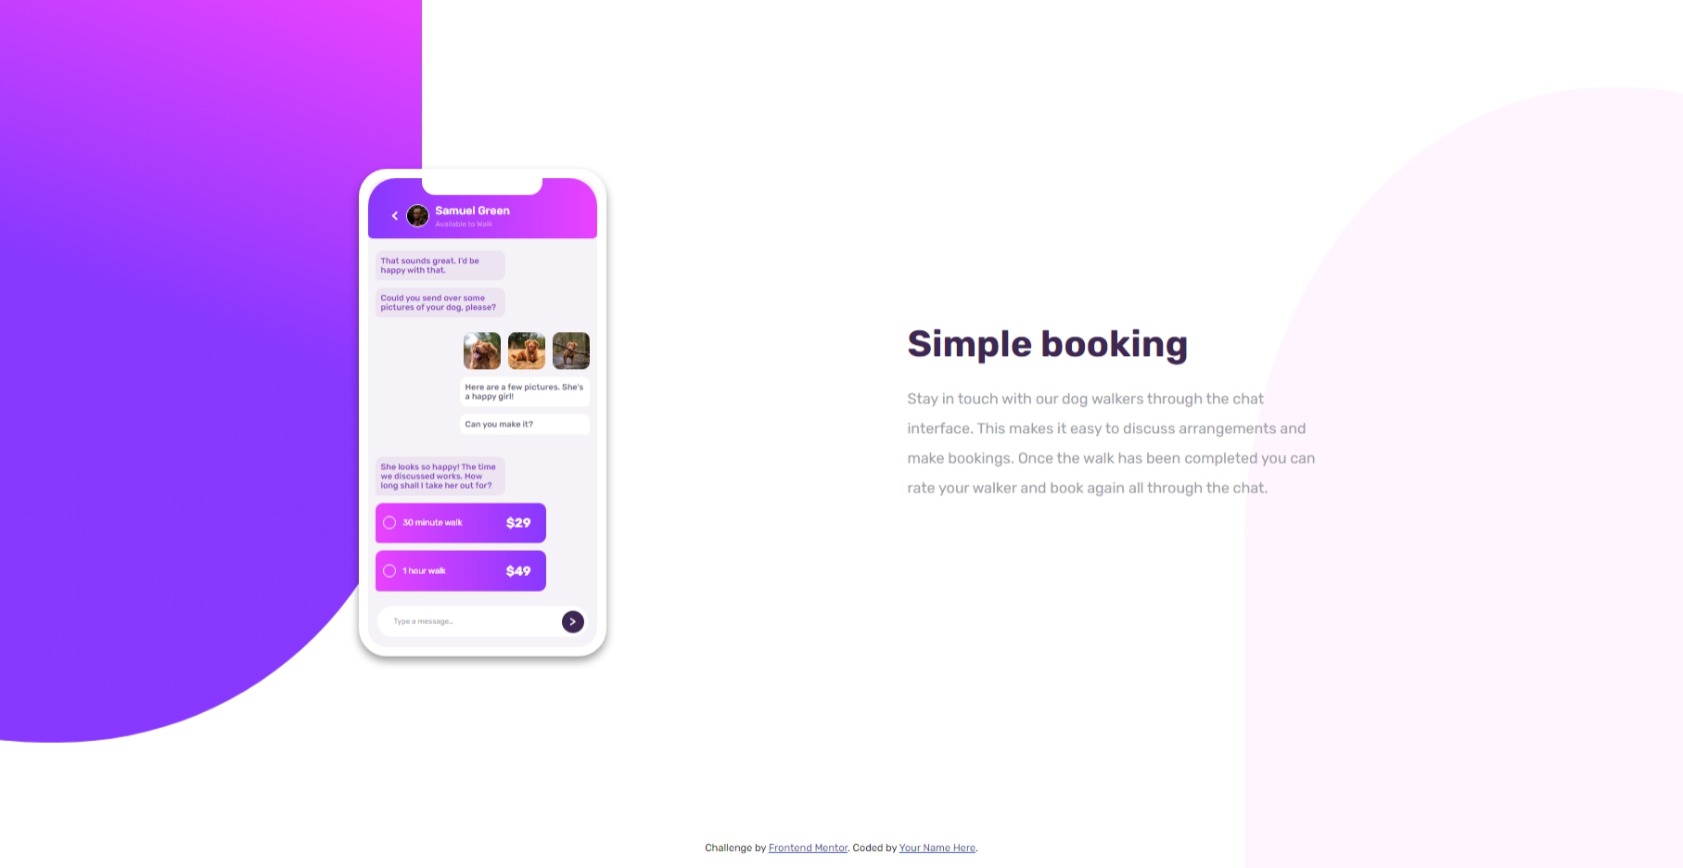 Samuel Green
Available to Walk
That sounds great. I'd be
happy with that.
Could you send over some
pictures of your dog, please?
Here are a few pictures. She's
a happy girl!
Can you make it?
She looks so happy! The time
we discussed works. How
long shall I take her out for?
30 minute walk $29
1 hour walk $49
Type a message…
Simple booking
Stay in touch with our dog walkers through the chat
interface. This makes it easy to discuss arrangements and
make bookings. Once the walk has been completed you can
rate your walker and book again all through the chat.
Challenge by Frontend Mentor. Coded by Your Name Here.